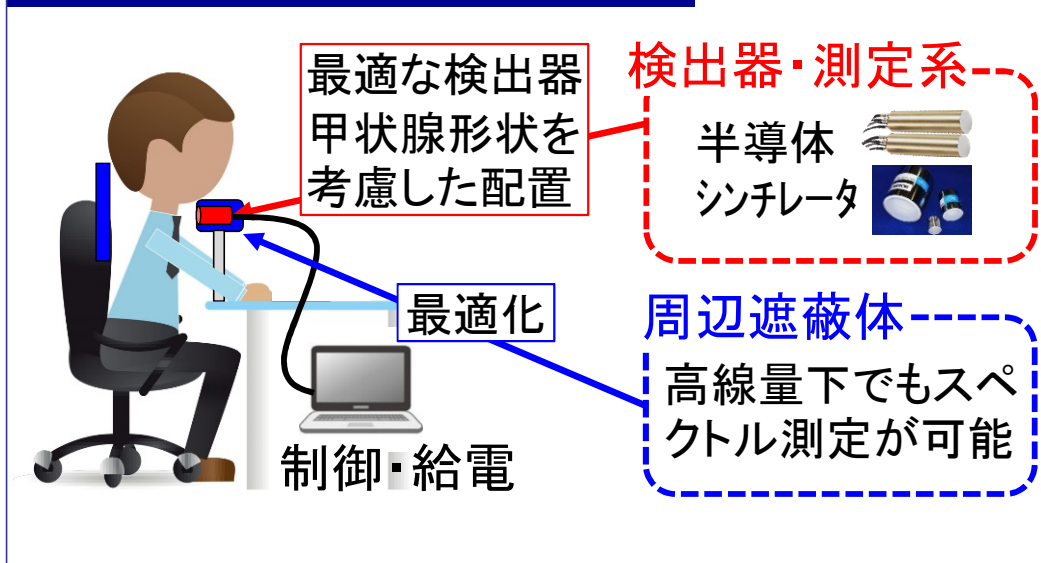 最適な検出器
甲状腺形状を
考慮した配置
検出器・測定系
半導体
シンチレータ
最適化
周辺遮蔽体
高線量下でもスペ
クトル測定が可能
制御・給電